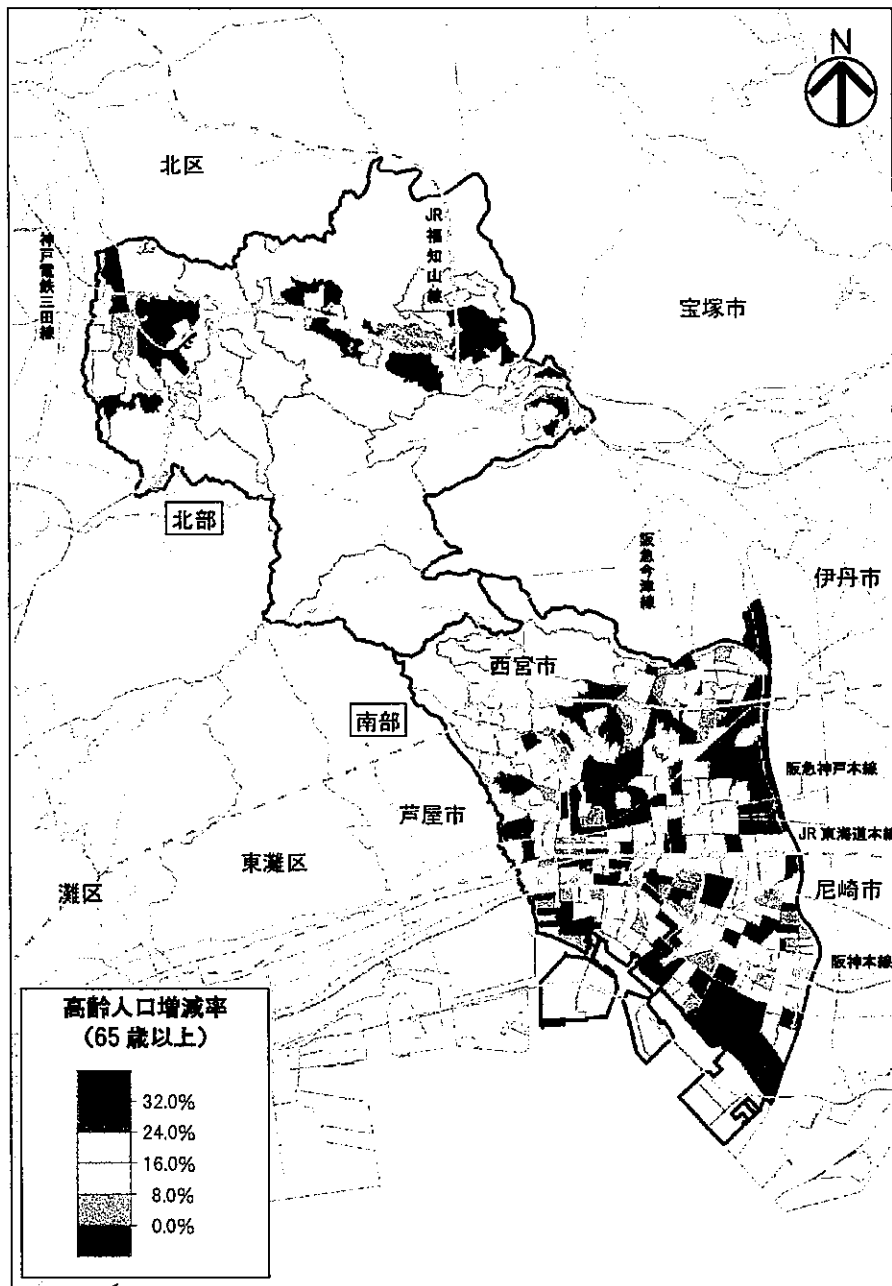 N
北区
JR福知山線
神戸電鉄三田線
宝塚市
北部
阪急今津線
伊丹市
西宮市
南部
阪急神戸本線
芦屋市
JR東海道本線
東灘区
灘区
尼崎市
阪神本線
高齢人口増減率
(65歳以上)
32.0%
24.0%
16.0%
8.0%
0.0%